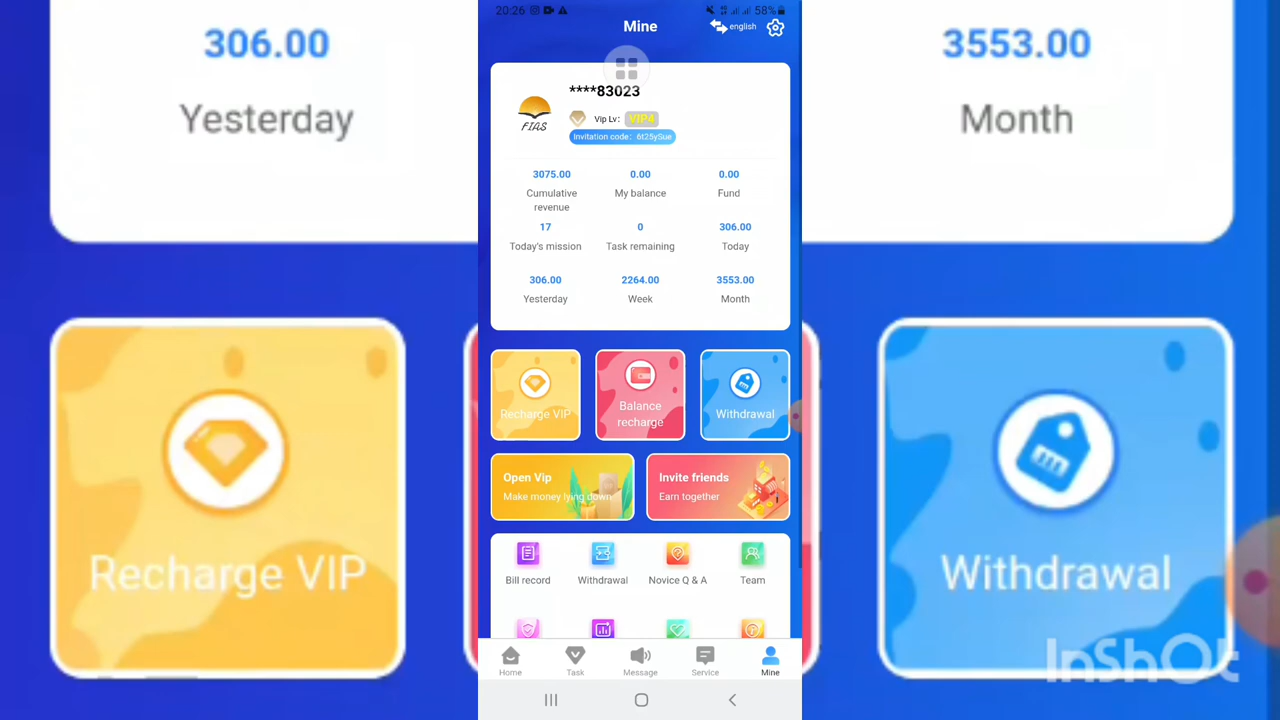 306.00
Yesterday
3553.00
Month
Recharge VIP
Withdrawal
20:26
58%
Mine
english
****83023
FIAS
Vip Lv:
VIP4
Invitation code: 6t25ySue
3075.00
0.00
0.00
Cumulative revenue
My balance
Fund
17
0
306.00
Today's mission
Task remaining
Today
306.00
2264.00
3553.00
Yesterday
Week
Month
Recharge VIP
Balance recharge
Withdrawal
Open Vip
Make money lying down
Invite friends
Earn together
Bill record
Withdrawal
Novice Q & A
Team
Home
Task
Message
Service
Mine
InShOt